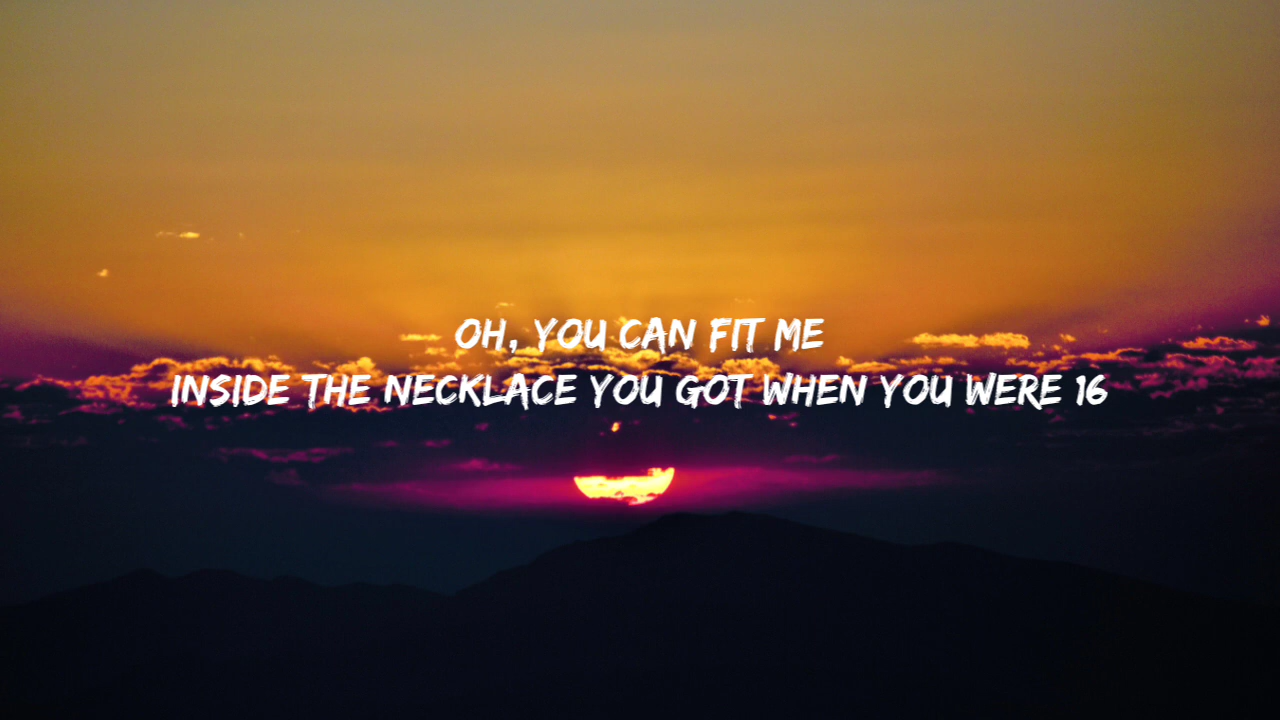 OH, YOU CAN FIT ME
INSIDE THE NECKLACE YOU GOT WHEN YOU WERE 16